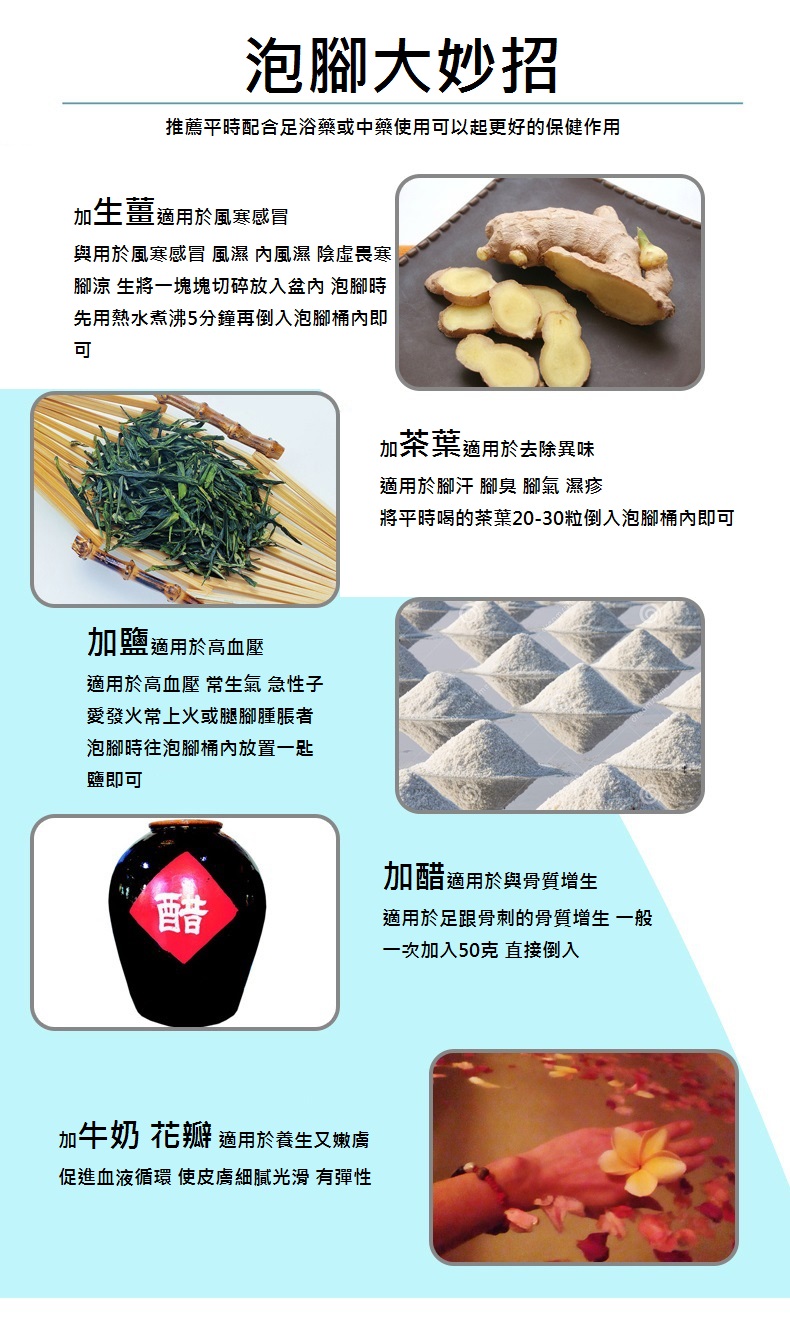 泡腳大妙招
推薦平時配合足浴藥或中藥使用可以起更好的保健作用
加生薑適用於風寒感冒
與用於風寒感冒 風濕 內風濕 陰虛畏寒
腳涼 生將一塊塊切碎放入盆內 泡腳時
先用熱水煮沸5分鐘再倒入泡腳桶內即
可
加茶葉適用於去除異味
適用於腳汗 腳臭 腳氣 濕疹
將平時喝的茶葉20-30粒倒入泡腳桶內即可
加鹽適用於高血壓
適用於高血壓 常生氣 急性子
愛發火常上火或腿腳腫脹者
泡腳時往泡腳桶內放置一匙
鹽即可
醋
加醋適用於與骨質增生
適用於足跟骨刺的骨質增生 一般
一次加入50克 直接倒入
加牛奶 花瓣 適用於養生又嫩膚
促進血液循環 使皮膚細膩光滑 有彈性